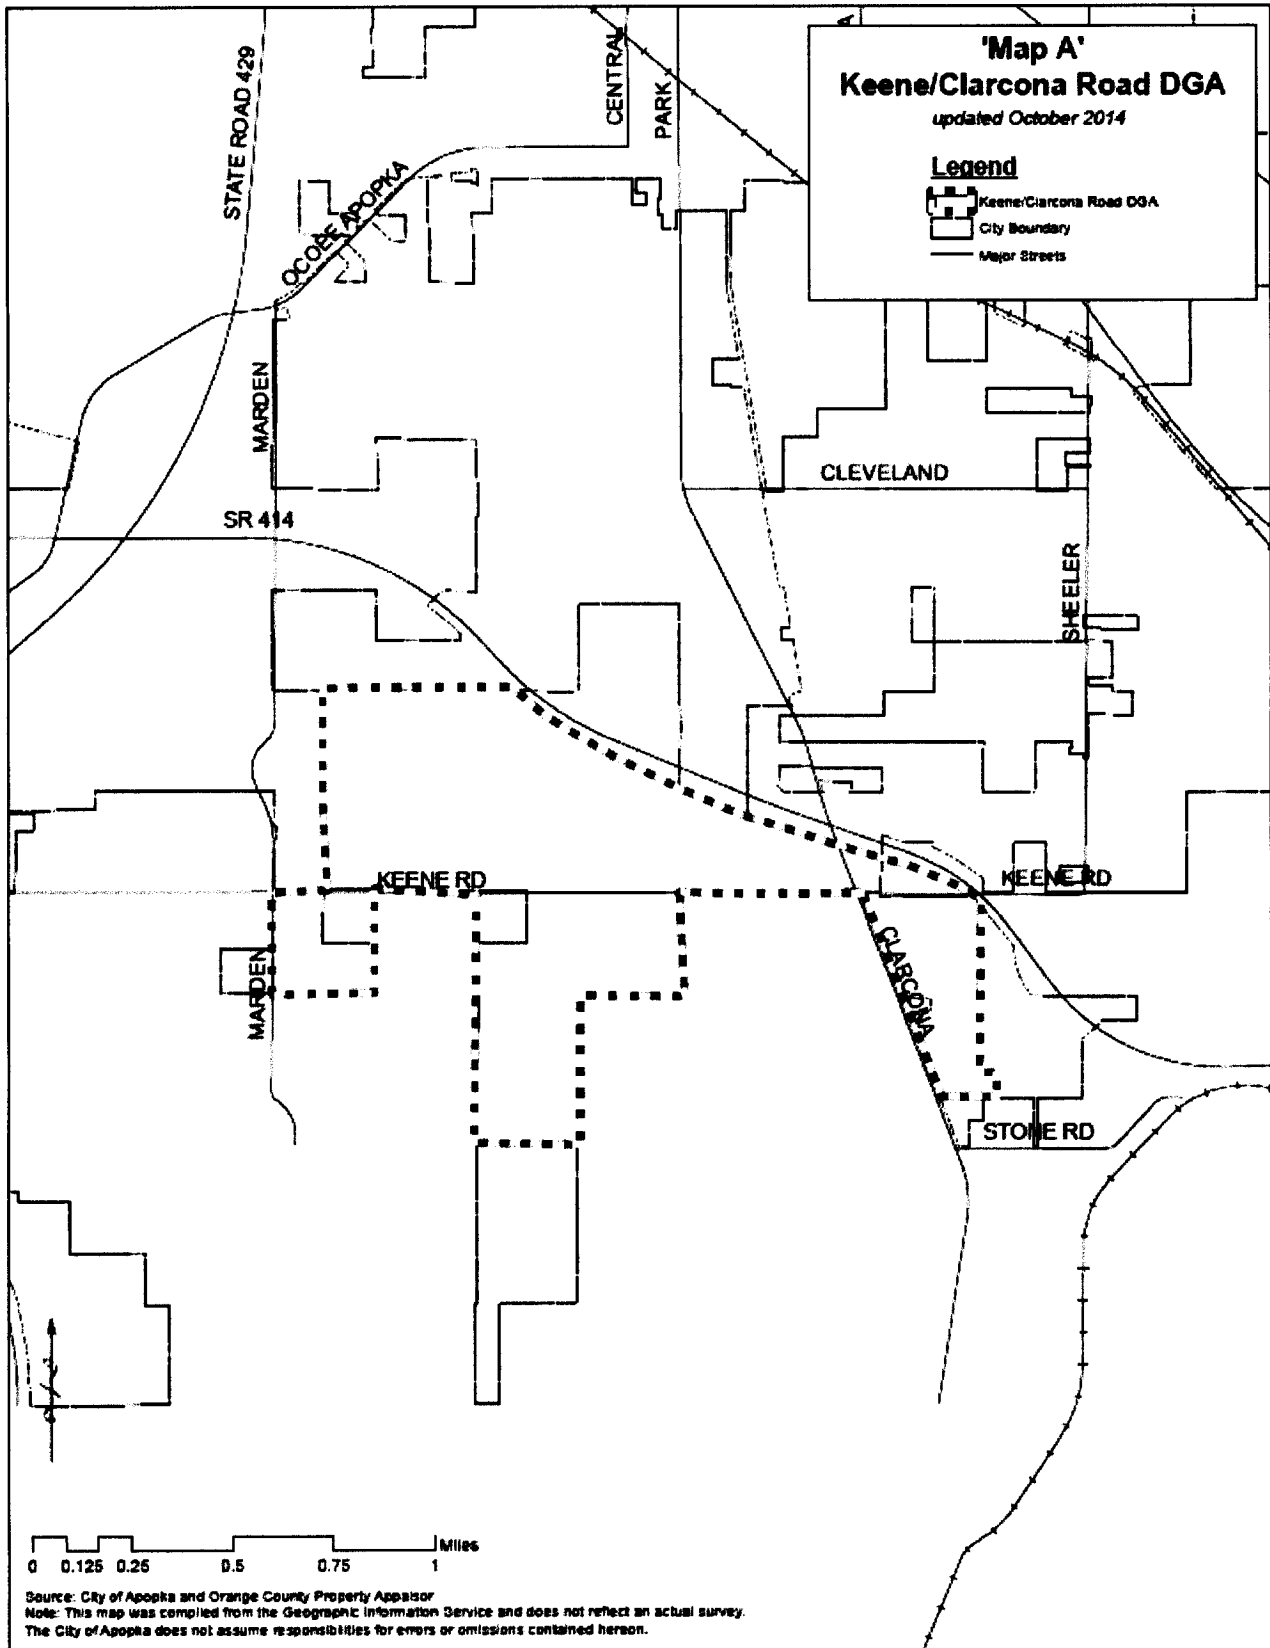 'Map A'
Keene/Clarcona Road DGA
updated October 2014
Legend
Keene/Clarcona Road DGA
City Boundary
Major Streets
STATE ROAD 429
CENTRAL
PARK
A
OCOEE APOPKA
MARDEN
CLEVELAND
SR 414
SHEELER
KEENE RD
KEENE RD
MARDEN
CLARCONA
STONE RD
Miles
0 0.125 0.25 0.5 0.75 1
Source: City of Apopka and Orange County Property Appaisor
Note: This map was compiled from the Geographic Information Service and does not reflect an actual survey.
The City of Apopka does not assume responsibilities for errors or omissions contained hereon.